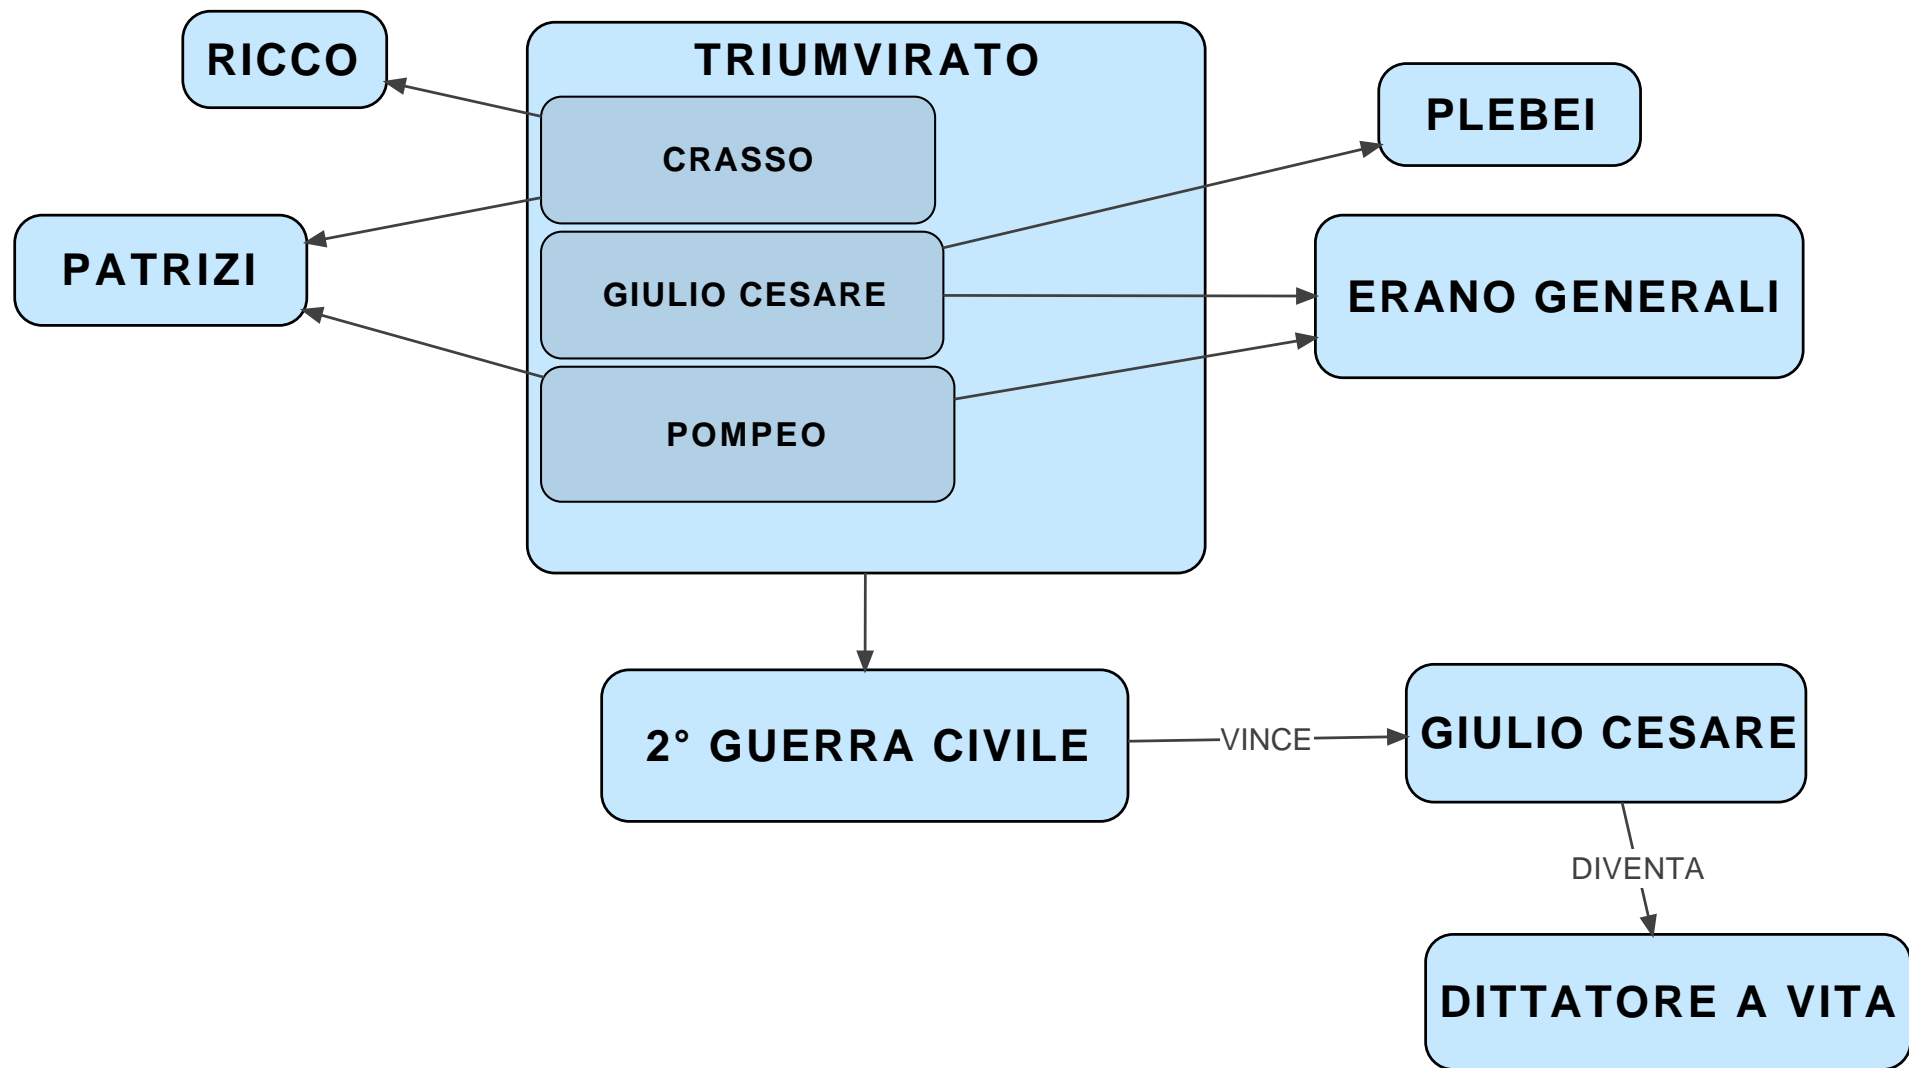 RICCO
TRIUMVIRATO
PLEBEI
CRASSO
PATRIZI
GIULIO CESARE
ERANO GENERALI
POMPEO
2° GUERRA CIVILE
VINCE
GIULIO CESARE
DIVENTA
DITTATORE A VITA